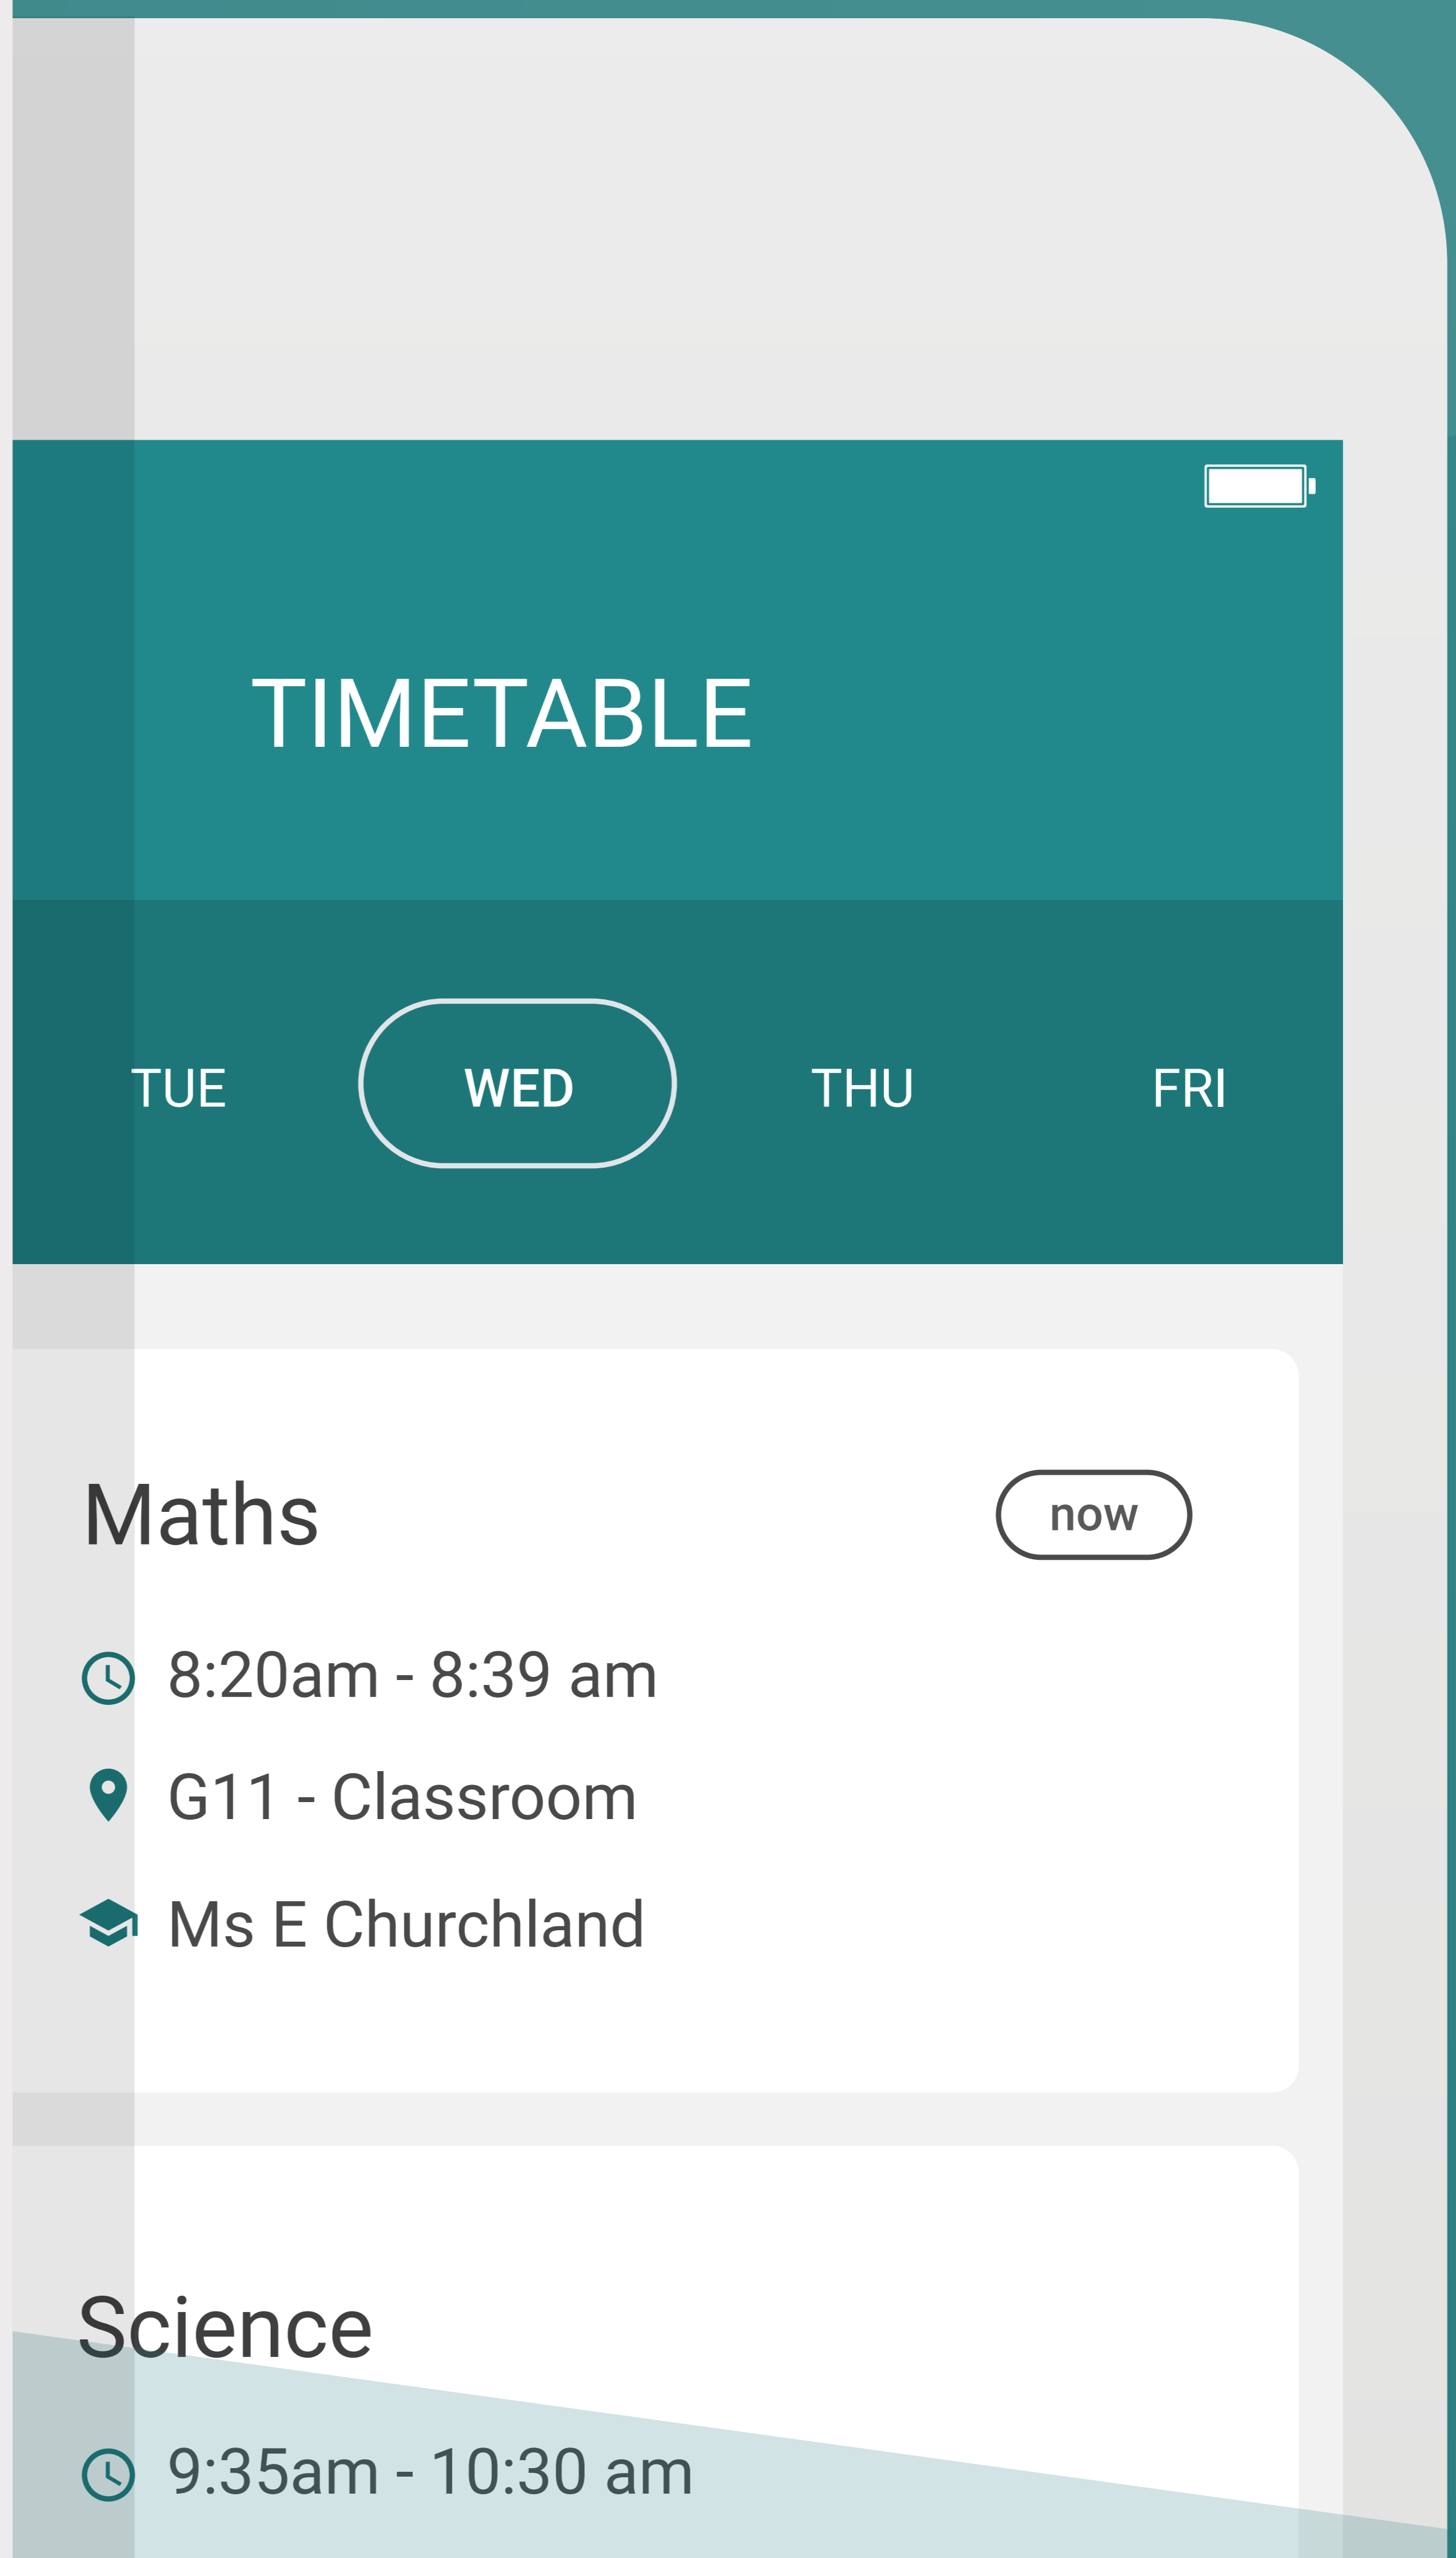 TIMETABLE
TUE WED THU FRI
Maths now
8:20am - 8:39 am
G11 - Classroom
Ms E Churchland
Science
9:35am - 10:30 am